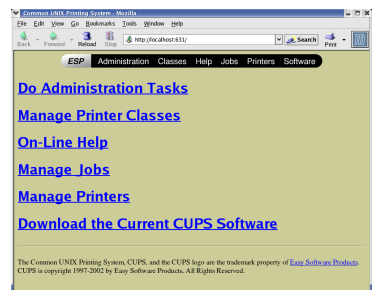 Common UNIX Printing System - Mozilla
File Edit View Go Bookmarks Tools Window Help
Back Forward Reload Stop http://localhost:631/ Search Print
ESP Administration Classes Help Jobs Printers Software
Do Administration Tasks
Manage Printer Classes
On-Line Help
Manage Jobs
Manage Printers
Download the Current CUPS Software
The Common UNIX Printing System, CUPS, and the CUPS logo are the trademark property of Easy Software Products.
CUPS is copyright 1997-2002 by Easy Software Products, All Rights Reserved.